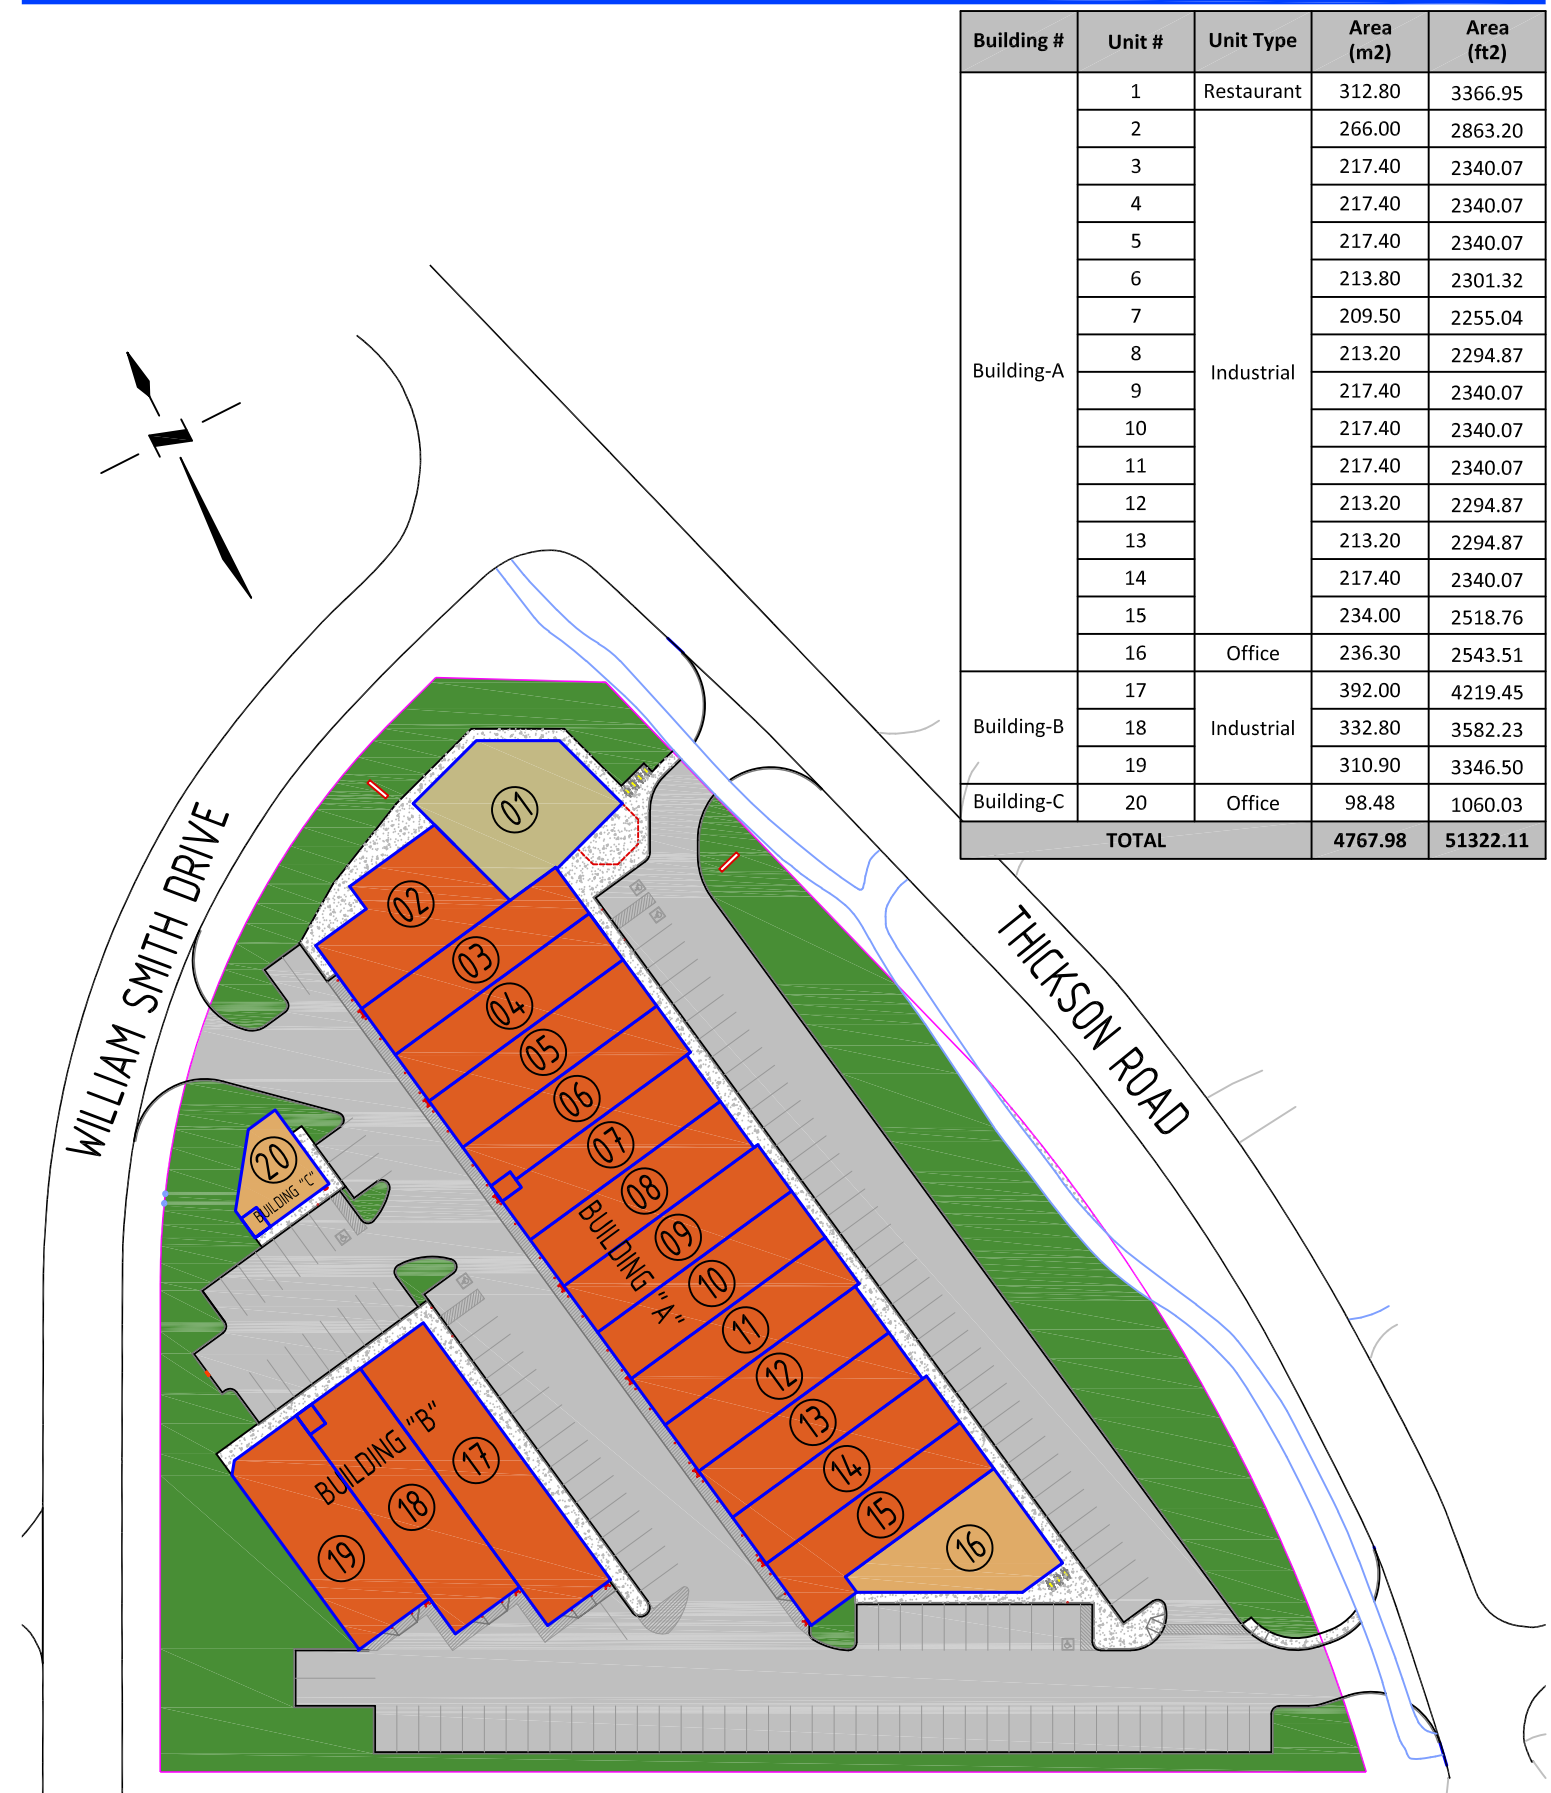 Building # Unit # Unit Type Area (m2) Area (ft2)
Building-A 1 Restaurant 312.80 3366.95
2 Industrial 266.00 2863.20
3 217.40 2340.07
4 217.40 2340.07
5 217.40 2340.07
6 213.80 2301.32
7 209.50 2255.04
8 213.20 2294.87
9 217.40 2340.07
10 217.40 2340.07
11 217.40 2340.07
12 213.20 2294.87
13 213.20 2294.87
14 217.40 2340.07
15 234.00 2518.76
16 Office 236.30 2543.51
Building-B 17 Industrial 392.00 4219.45
18 332.80 3582.23
19 310.90 3346.50
Building-C 20 Office 98.48 1060.03
TOTAL 4767.98 51322.11
N
WILLIAM SMITH DRIVE
THICKSON ROAD
01
02
03
04
05
06
07
08
09
10
11
12
13
14
15
16
BUILDING "A"
20
BUILDING "C"
BUILDING "B"
17
18
19